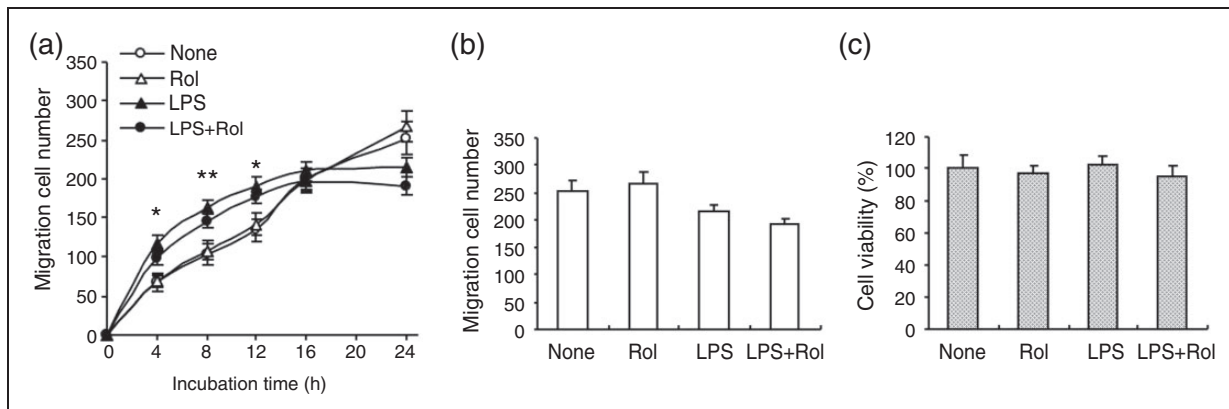 (a)
None
Rol
LPS
LPS+Rol
Migration cell number
350
300
250
200
150
100
50
0
*
**
*
0 4 8 12 16 20 24
Incubation time (h)
(b)
Migration cell number
350
300
250
200
350
100
50
0
None Rol LPS LPS+Rol
(c)
Cell viability (%)
120
100
80
60
40
20
0
None Rol LPS LPS+Rol